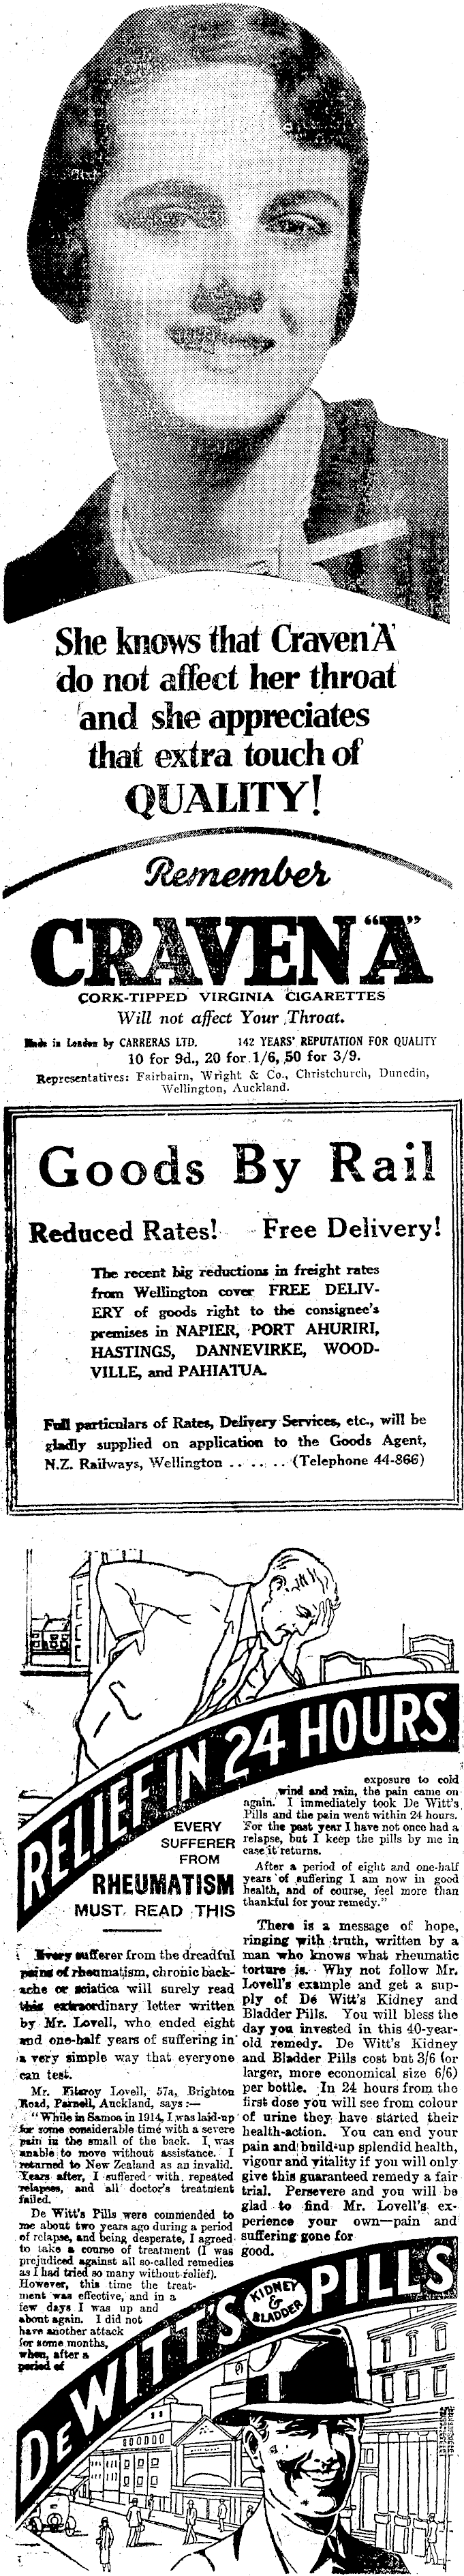 She knows that Craven "A"
do not affect her throat
and she appreciates
that extra touch of
QUALITY!
Remember
CRAVEN "A"
CORK-TIPPED VIRGINIA CIGARETTES
Will not affect Your Throat.
Made in London by CARRERAS LTD. 142 YEARS' REPUTATION FOR QUALITY
10 for 9d., 20 for 1/6, 50 for 3/9.
Representatives: Fairbairn, Wright & Co., Christchurch, Dunedin,
Wellington, Auckland.
Goods By Rail
Reduced Rates! Free Delivery!
The recent big reductions in freight rates
from Wellington cover FREE DELIV-
ERY of goods right to the consignee's
premises in NAPIER, PORT AHURIRI,
HASTINGS, DANNEVIRKE, WOOD-
VILLE, and PAHIATUA.
Full particulars of Rates, Delivery Services, etc., will be
gladly supplied on application to the Goods Agent,
N.Z. Railways, Wellington . . . . . . (Telephone 44-866)
RELIEF IN 24 HOURS
EVERY
SUFFERER
FROM
RHEUMATISM
MUST READ THIS
Every sufferer from the dreadful
pains of rheumatism, chronic back-
ache or sciatica will surely read
this extraordinary letter written
by Mr. Lovell, who ended eight
and one-half years of suffering in
a very simple way that everyone
can test.
Mr. Fitzroy Lovell, 57a, Brighton
Road, Parnell, Auckland, says :—
"While in Samoa in 1914, I was laid-up
for some considerable time with a severe
pain in the small of the back. I was
unable to move without assistance. I
returned to New Zealand as an invalid.
Years after, I suffered with repeated
relapses, and all doctor's treatment
failed.
De Witt's Pills were commended to
me about two years ago during a period
of relapse, and being desperate, I agreed
to take a course of treatment (I was
prejudiced against all so-called remedies
as I had tried so many without relief).
However, this time the treat-
ment was effective, and in a
few days I was up and
about again. I did not
have another attack
for some months,
when, after a
period of
exposure to cold
wind and rain, the pain came on
again. I immediately took De Witt's
Pills and the pain went within 24 hours.
For the past year I have not once had a
relapse, but I keep the pills by me in
case it returns.
After a period of eight and one-half
years of suffering I am now in good
health, and of course, feel more than
thankful for your remedy."
There is a message of hope,
ringing with truth, written by a
man who knows what rheumatic
torture is. Why not follow Mr.
Lovell's example and get a sup-
ply of De Witt's Kidney and
Bladder Pills. You will bless the
day you invested in this 40-year-
old remedy. De Witt's Kidney
and Bladder Pills cost but 3/6 (or
larger, more economical size 6/6)
per bottle. In 24 hours from the
first dose you will see from colour
of urine they have started their
health-action. You can end your
pain and build-up splendid health,
vigour and vitality if you will only
give this guaranteed remedy a fair
trial. Persevere and you will be
glad to find Mr. Lovell's ex-
perience your own—pain and
suffering gone for
good.
DEWITT'S KIDNEY & BLADDER PILLS